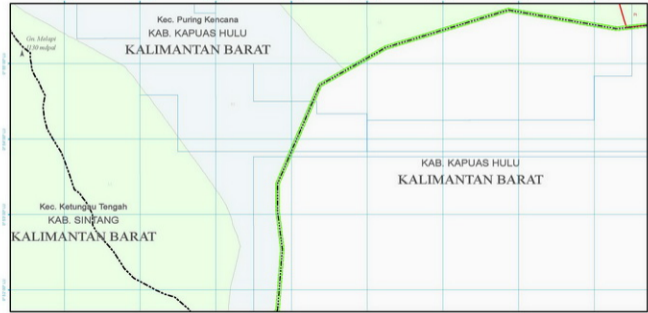 Kec. Puring Kencana
KAB. KAPUAS HULU
KALIMANTAN BARAT
KAB. KAPUAS HULU
KALIMANTAN BARAT
Kec. Ketungau Tengah
KAB. SINTANG
KALIMANTAN BARAT